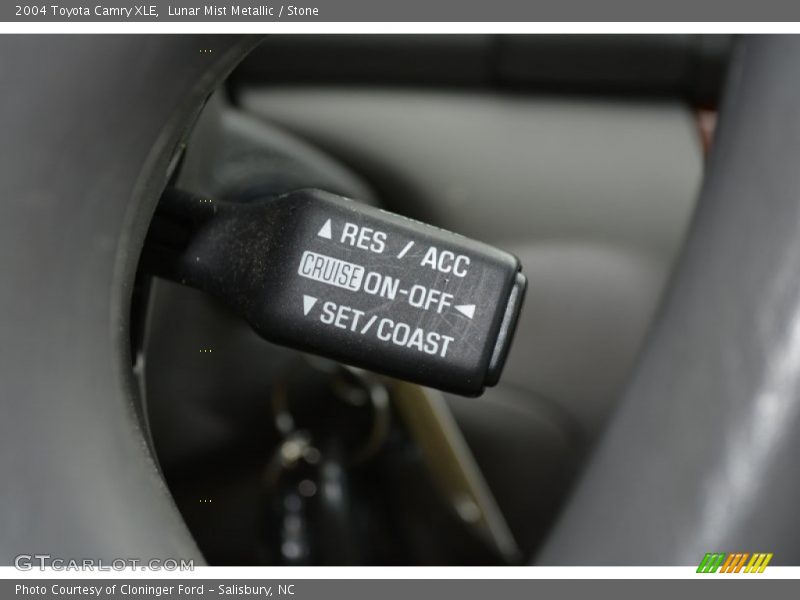 2004 Toyota Camry XLE,  Lunar Mist Metallic / Stone
▲ RES / ACC
CRUISE ON-OFF ◄
▼ SET/COAST
GTCARLOT.COM
Photo Courtesy of Cloninger Ford - Salisbury, NC